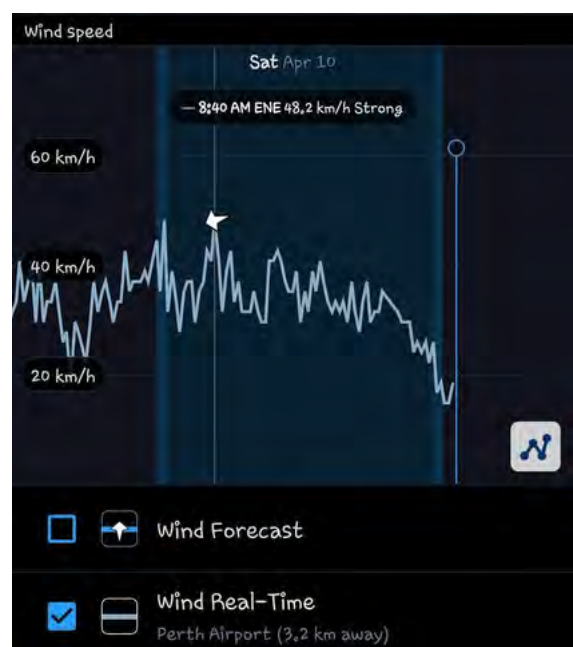 Wind speed
Sat Apr 10
— 8:40 AM ENE 48.2 km/h Strong
60 km/h
40 km/h
20 km/h
Wind Forecast
Wind Real-Time
Perth Airport (3.2 km away)